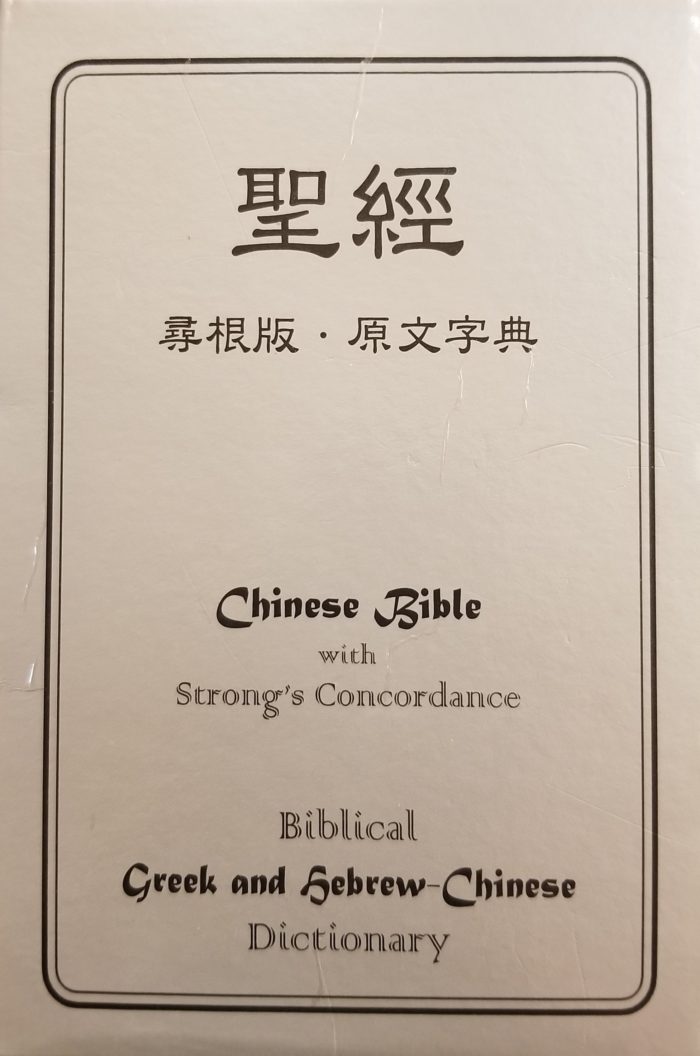 聖經
尋根版・原文字典
Chinese Bible
with
Strong's Concordance
Biblical
Greek and Hebrew-Chinese
Dictionary